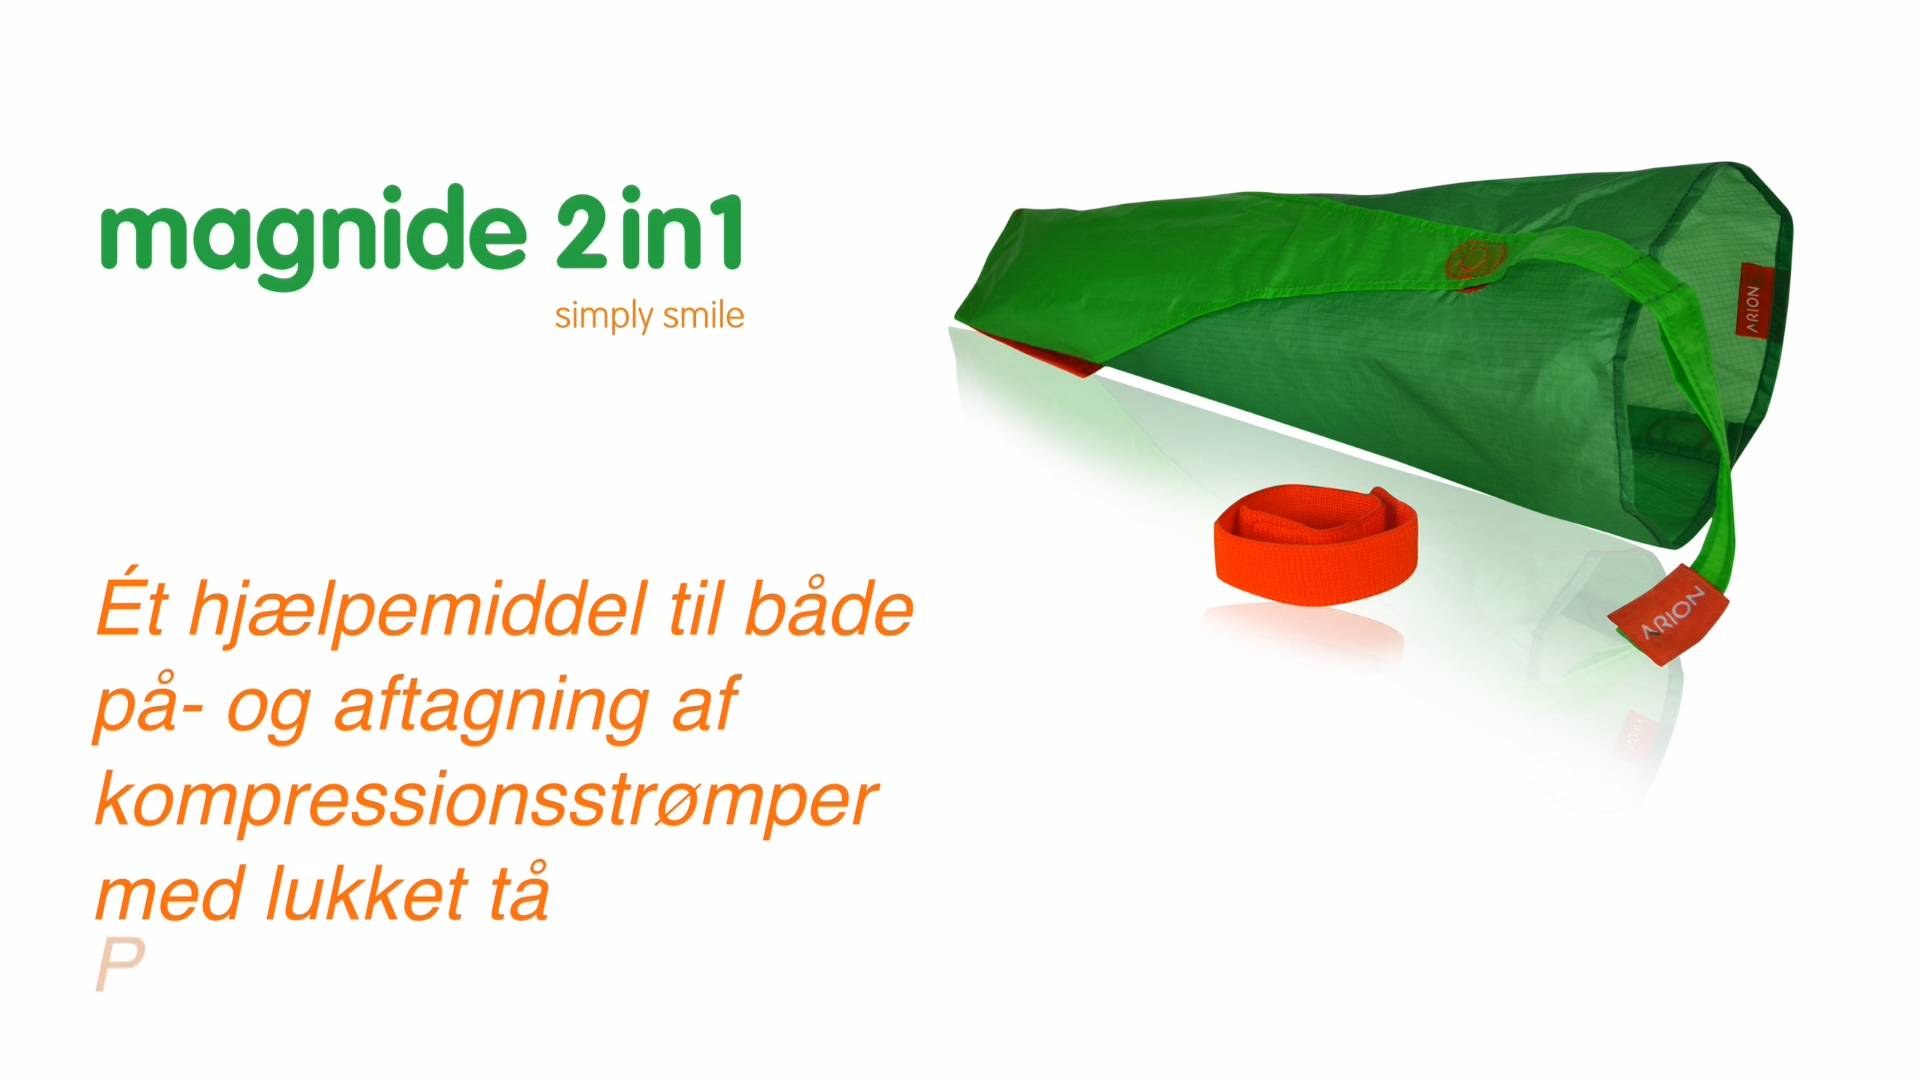 magnide 2in1
simply smile
Ét hjælpemiddel til både
på- og aftagning af
kompressionsstrømper
med lukket tå
P
ARION
ARION